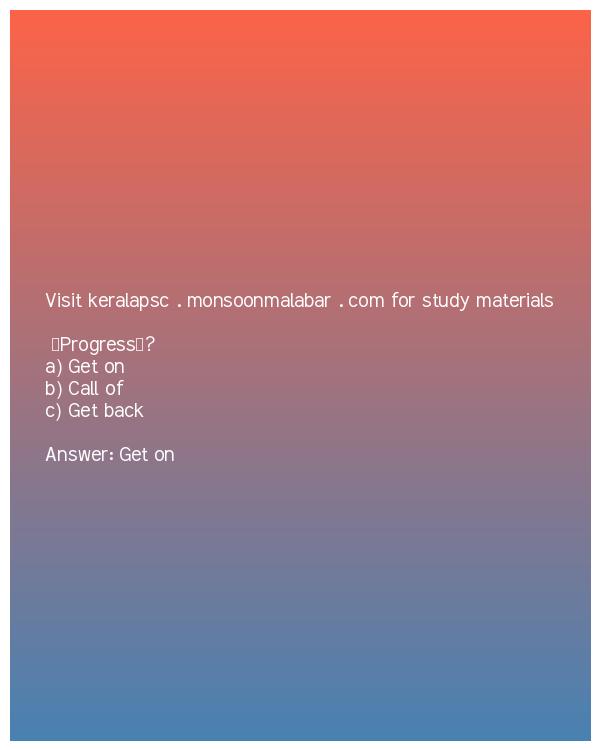 Visit keralapsc . monsoonmalabar . com for study materials
▯Progress▯?
a) Get on
b) Call of
c) Get back
Answer: Get on